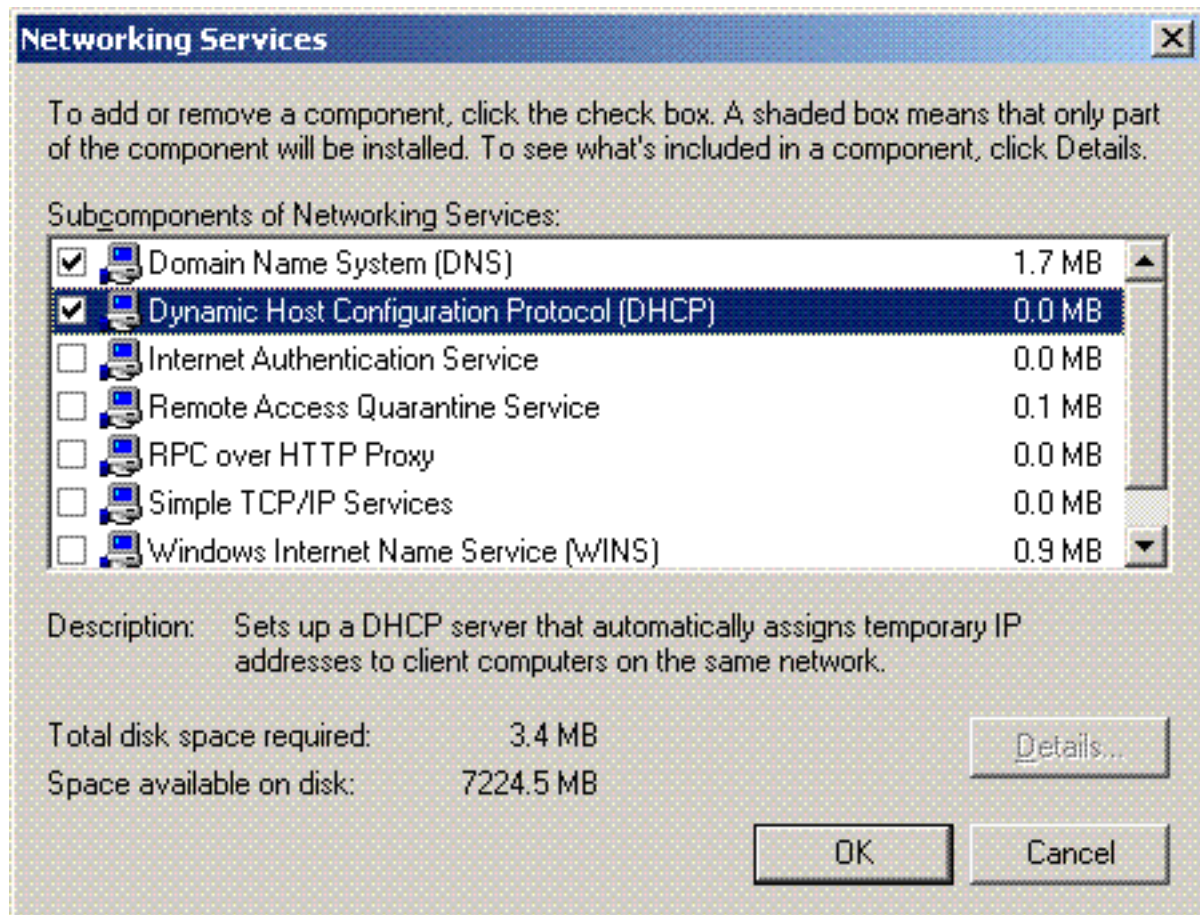 Networking Services
To add or remove a component, click the check box. A shaded box means that only part
of the component will be installed. To see what's included in a component, click Details.
Subcomponents of Networking Services:
Domain Name System (DNS) 1.7 MB
Dynamic Host Configuration Protocol (DHCP) 0.0 MB
Internet Authentication Service 0.0 MB
Remote Access Quarantine Service 0.1 MB
RPC over HTTP Proxy 0.0 MB
Simple TCP/IP Services 0.0 MB
Windows Internet Name Service (WINS) 0.9 MB
Description: Sets up a DHCP server that automatically assigns temporary IP
addresses to client computers on the same network.
Total disk space required: 3.4 MB
Space available on disk: 7224.5 MB
Details...
OK Cancel